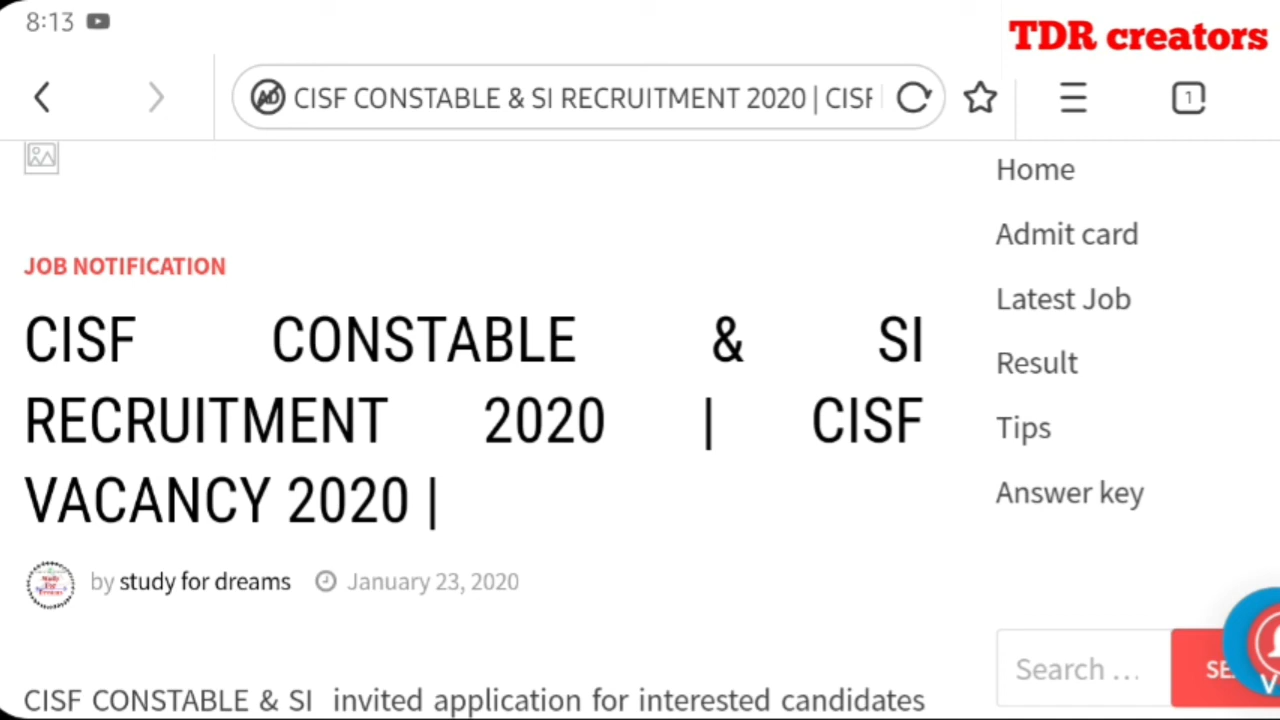 8:13
TDR creators
CISF CONSTABLE & SI RECRUITMENT 2020 | CISF
1
Home
Admit card
Latest Job
Result
Tips
Answer key
JOB NOTIFICATION
CISF CONSTABLE & SI
RECRUITMENT 2020 | CISF
VACANCY 2020 |
by study for dreams January 23, 2020
Search ...
CISF CONSTABLE & SI invited application for interested candidates